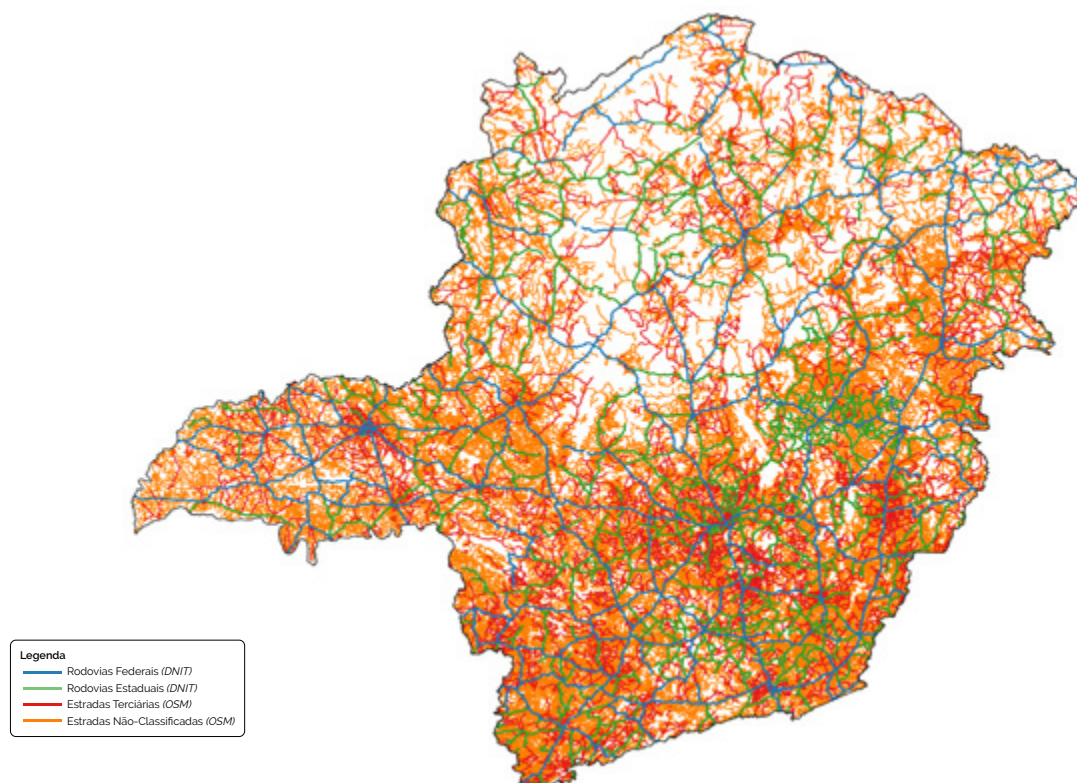 Legenda
Rodovias Federais (DNIT)
Rodovias Estaduais (DNIT)
Estradas Terciárias (OSM)
Estradas Não-Classificadas (OSM)